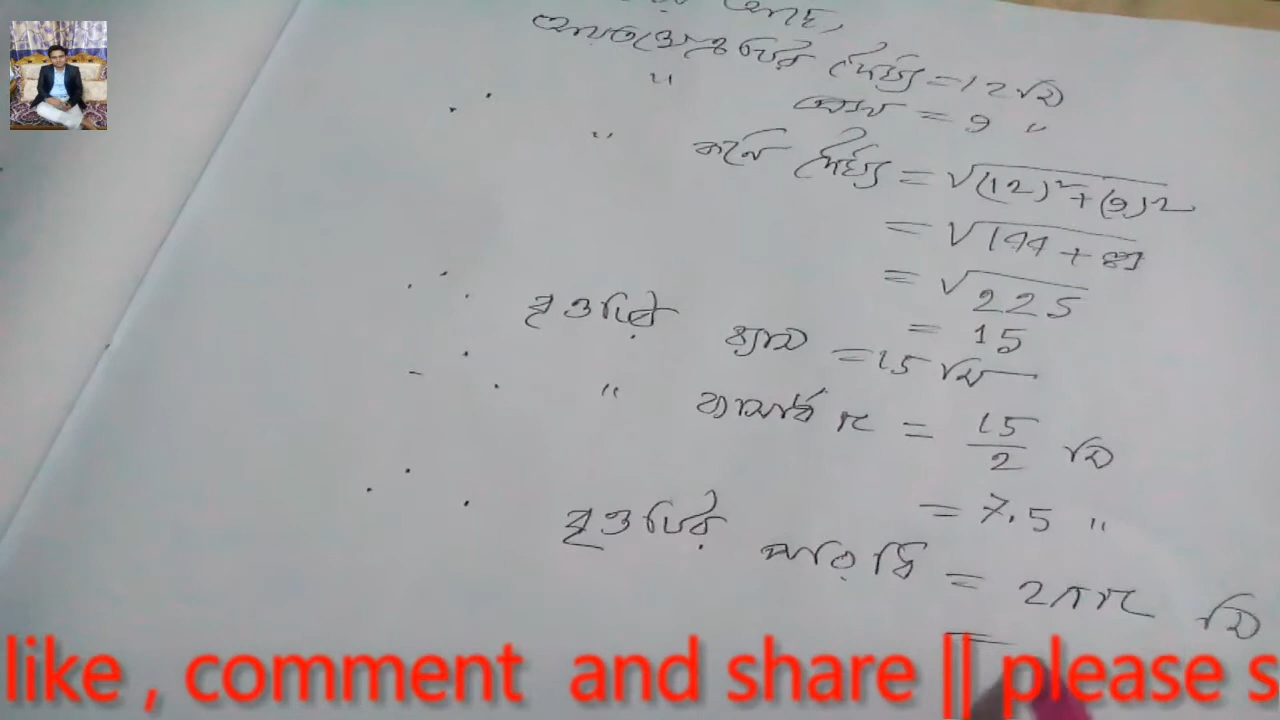 আয়তক্ষেত্রটির দৈর্ঘ্য = 12 মি
∴ " প্রস্থ = 9 "
" কর্ণের দৈর্ঘ্য = √(12)² + (9)²
= √144 + 81
= √225
= 15
∴ বৃত্তটির ব্যাস = 15 মি
∴ " ব্যাসার্ধ r = 15/2 মি
= 7.5 "
∴ বৃত্তটির পরিধি = 2πr মি
=
like , comment and share || please s